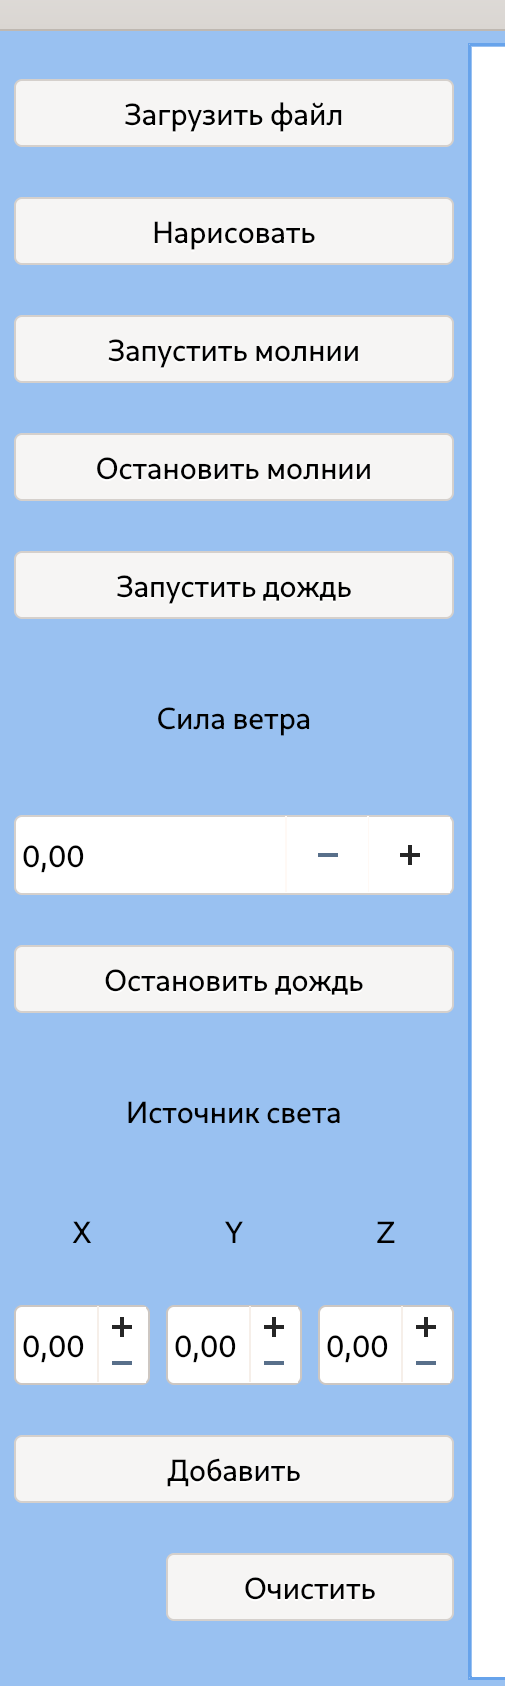 Загрузить файл
Нарисовать
Запустить молнии
Остановить молнии
Запустить дождь
Сила ветра
0,00
Остановить дождь
Источник света
X Y Z
0,00 0,00 0,00
Добавить
Очистить